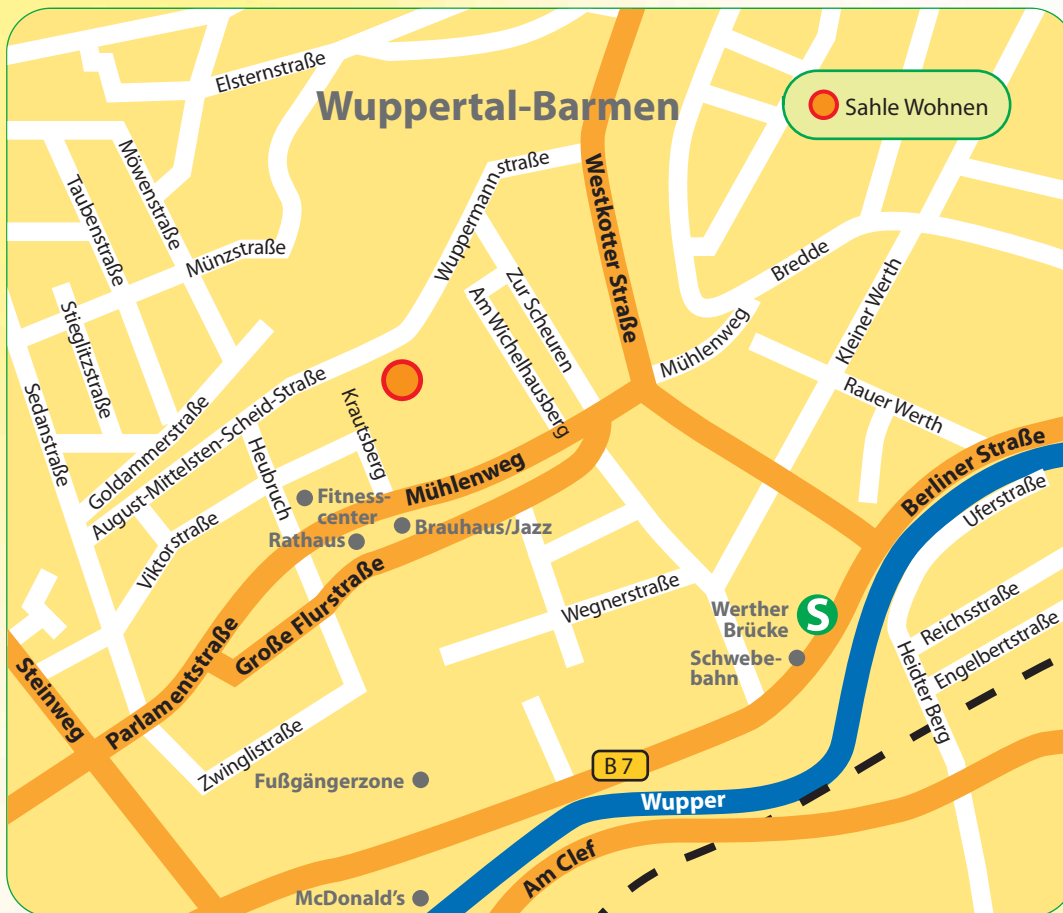 Elsternstraße
Wuppertal-Barmen
Sahle Wohnen
Möwenstraße
Taubenstraße
Münzstraße
Stieglitzstraße
Sedanstraße
Wuppermannstraße
Westkotter Straße
Zur Scheuren
Am Wichelhausberg
Bredde
Mühlenweg
Kleiner Werth
Rauer Werth
Berliner Straße
Uferstraße
Goldammerstraße
August-Mittelsten-Scheid-Straße
Krautsberg
Heubruch
Mühlenweg
Viktorstraße
Fitness-
center
Rathaus
Brauhaus/Jazz
Große Flurstraße
Parlamentstraße
Steinweg
Zwinglistraße
Wegnerstraße
Werther
Brücke
S
Schwebe-
bahn
Reichsstraße
Engelbertstraße
Heidter Berg
Fußgängerzone
B 7
Wupper
Am Clef
McDonald's